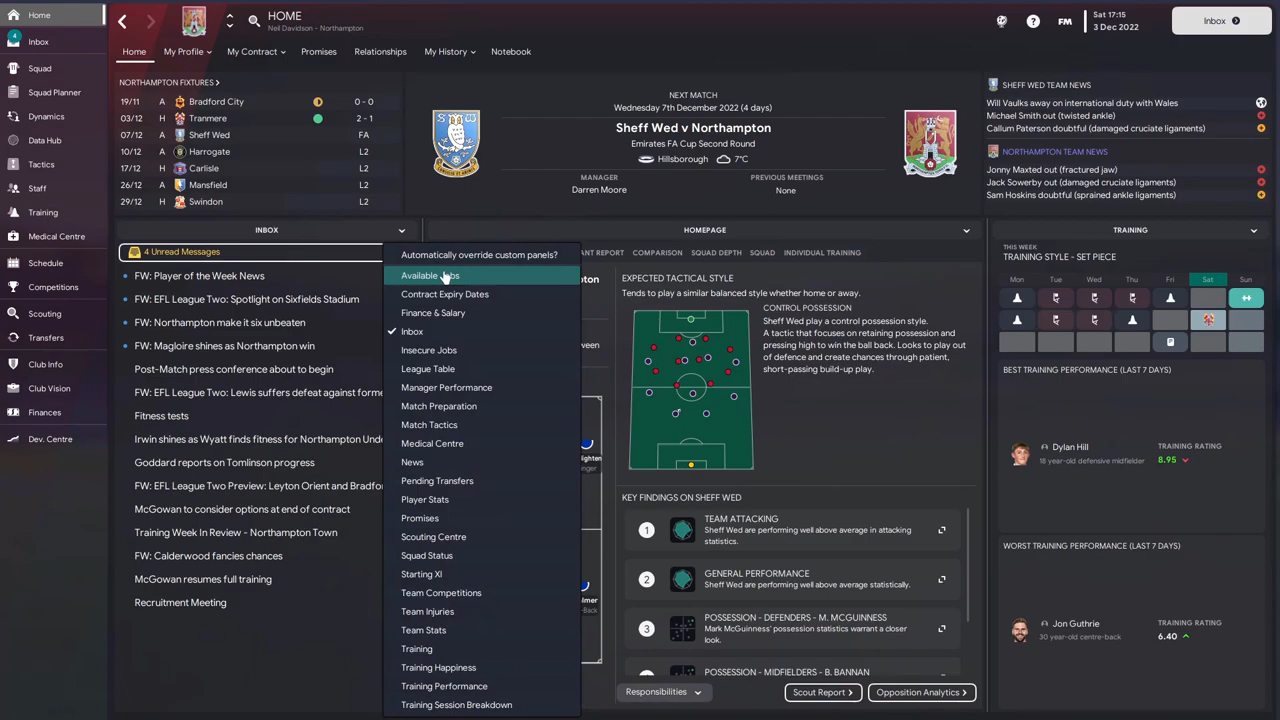 Home
4
Inbox
Squad
Squad Planner
Dynamics
Data Hub
Tactics
Staff
Training
Medical Centre
Schedule
Competitions
Scouting
Transfers
Club Info
Club Vision
Finances
Dev. Centre
HOME
Neil Davidson - Northampton
FM
Sat 17:15
3 Dec 2022
Inbox
Home
My Profile
My Contract
Promises
Relationships
My History
Notebook
NORTHAMPTON FIXTURES >
19/11 A Bradford City 0 - 0
03/12 H Tranmere 2 - 1
07/12 A Sheff Wed FA
10/12 A Harrogate L2
17/12 H Carlisle L2
26/12 A Mansfield L2
29/12 H Swindon L2
NEXT MATCH
Wednesday 7th December 2022 (4 days)
Sheff Wed v Northampton
Emirates FA Cup Second Round
Hillsborough 7°C
MANAGER
Darren Moore
PREVIOUS MEETINGS
None
SHEFF WED TEAM NEWS
Will Vaulks away on international duty with Wales
Michael Smith out (twisted ankle)
Callum Paterson doubtful (damaged cruciate ligaments)
NORTHAMPTON TEAM NEWS
Jonny Maxted out (fractured jaw)
Jack Sowerby out (damaged cruciate ligaments)
Sam Hoskins doubtful (sprained ankle ligaments)
INBOX
4 Unread Messages
FW: Player of the Week News
FW: EFL League Two: Spotlight on Sixfields Stadium
FW: Northampton make it six unbeaten
FW: Magloire shines as Northampton win
Post-Match press conference about to begin
FW: EFL League Two: Lewis suffers defeat against forme
Fitness tests
Irwin shines as Wyatt finds fitness for Northampton Unde
Goddard reports on Tomlinson progress
FW: EFL League Two Preview: Leyton Orient and Bradfor
McGowan to consider options at end of contract
Training Week In Review - Northampton Town
FW: Calderwood fancies chances
McGowan resumes full training
Recruitment Meeting
Automatically override custom panels?
Available Jobs
Contract Expiry Dates
Finance & Salary
Inbox
Insecure Jobs
League Table
Manager Performance
Match Preparation
Match Tactics
Medical Centre
News
Pending Transfers
Player Stats
Promises
Scouting Centre
Squad Status
Starting XI
Team Competitions
Team Injuries
Team Stats
Training
Training Happiness
Training Performance
Training Session Breakdown
HOMEPAGE
ANT REPORT
COMPARISON
SQUAD DEPTH
SQUAD
INDIVIDUAL TRAINING
EXPECTED TACTICAL STYLE
Tends to play a similar balanced style whether home or away.
CONTROL POSSESSION
Sheff Wed play a control possession style.
A tactic that focuses on retaining possession and
pressing high to win the ball back. Looks to play out
of defence and create chances through patient,
short-passing build-up play.
KEY FINDINGS ON SHEFF WED
1 TEAM ATTACKING
Sheff Wed are performing well above average in attacking
statistics.
2 GENERAL PERFORMANCE
Sheff Wed are performing well above average statistically.
3 POSSESSION - DEFENDERS - M. MCGUINNESS
Mark McGuinness' possession statistics warrant a closer
look.
POSSESSION - MIDFIELDERS - B. BANNAN
Responsibilities
Scout Report >
Opposition Analytics >
TRAINING
THIS WEEK
TRAINING STYLE - SET PIECE
Mon Tue Wed Thu Fri Sat Sun
BEST TRAINING PERFORMANCE (LAST 7 DAYS)
Dylan Hill
18 year-old defensive midfielder
TRAINING RATING
8.95
WORST TRAINING PERFORMANCE (LAST 7 DAYS)
Jon Guthrie
30 year-old centre-back
TRAINING RATING
6.40